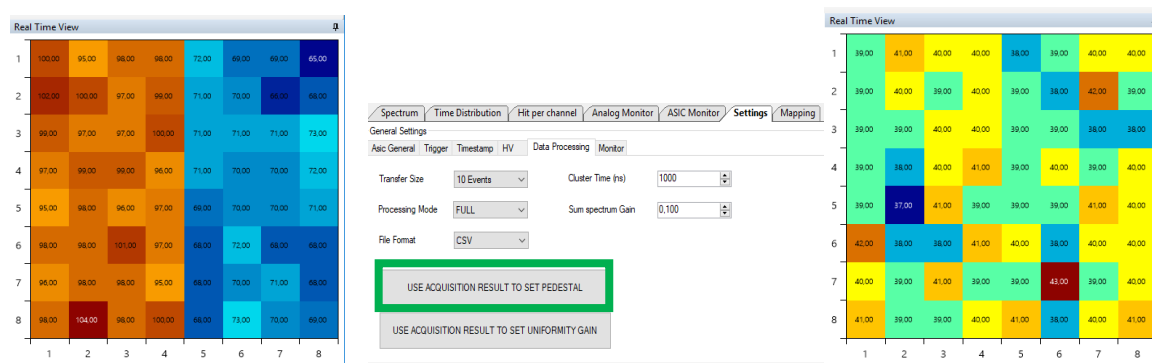 Real Time View
1 100,00 95,00 98,00 98,00 72,00 69,00 69,00 65,00
2 102,00 100,00 97,00 99,00 71,00 70,00 68,00
3 99,00 97,00 97,00 100,00 71,00 71,00 71,00 73,00
4 97,00 99,00 99,00 96,00 71,00 70,00 70,00 72,00
5 95,00 98,00 96,00 97,00 69,00 70,00 70,00 71,00
6 98,00 98,00 101,00 97,00 68,00 72,00 68,00 68,00
7 96,00 98,00 98,00 95,00 68,00 70,00 71,00 68,00
8 98,00 104,00 98,00 100,00 68,00 73,00 70,00 69,00
1 2 3 4 5 6 7 8
Spectrum Time Distribution Hit per channel Analog Monitor ASIC Monitor Settings Mapping
General Settings
Asic General Trigger Timestamp HV Data Processing Monitor
Transfer Size 10 Events Cluster Time (ns) 1000
Processing Mode FULL Sum spectrum Gain 0,100
File Format CSV
USE ACQUISITION RESULT TO SET PEDESTAL
USE ACQUISITION RESULT TO SET UNIFORMITY GAIN
Real Time View
1 39,00 41,00 40,00 40,00 38,00 39,00 40,00 40,00
2 39,00 40,00 39,00 40,00 39,00 38,00 42,00 39,00
3 39,00 39,00 40,00 40,00 39,00 39,00 38,00 38,00
4 39,00 38,00 40,00 41,00 39,00 40,00 39,00 40,00
5 39,00 37,00 41,00 39,00 39,00 39,00 41,00 40,00
6 42,00 38,00 38,00 41,00 40,00 38,00 40,00 40,00
7 40,00 39,00 41,00 39,00 39,00 43,00 39,00 40,00
8 41,00 39,00 39,00 40,00 41,00 38,00 40,00 41,00
1 2 3 4 5 6 7 8